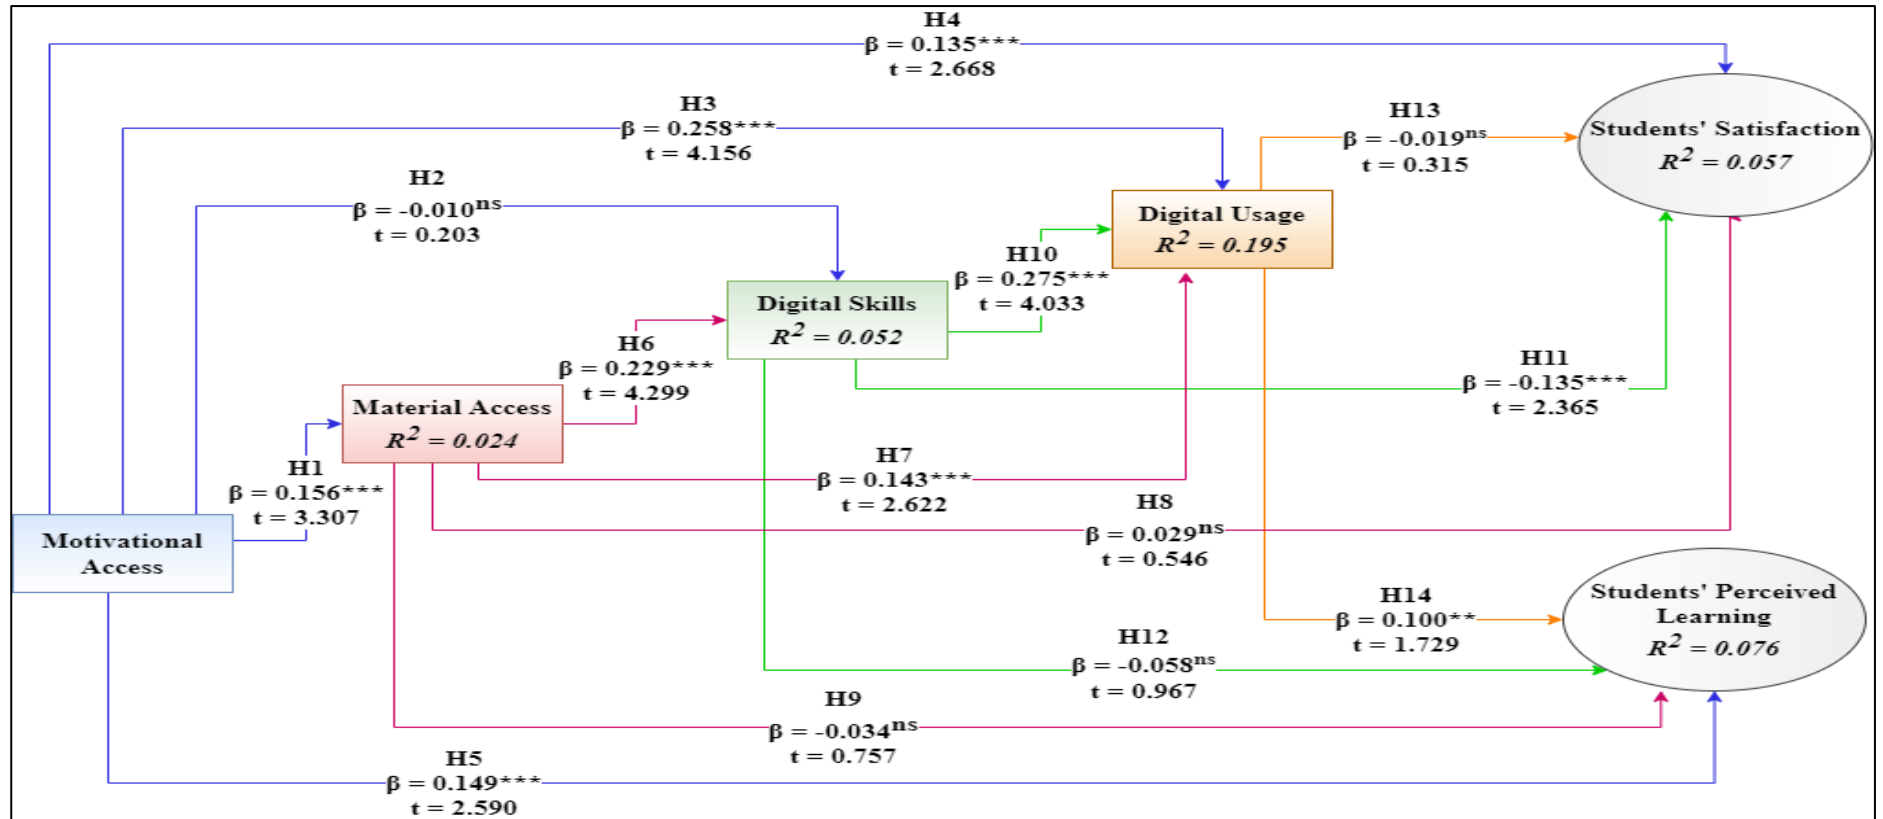 H4
β = 0.135***
t = 2.668
H3
β = 0.258***
t = 4.156
H13
β = -0.019ns
t = 0.315
Students' Satisfaction
R2 = 0.057
H2
β = -0.010ns
t = 0.203
Digital Usage
R2 = 0.195
H10
β = 0.275***
t = 4.033
Digital Skills
R2 = 0.052
H6
β = 0.229***
t = 4.299
H11
β = -0.135***
t = 2.365
Material Access
R2 = 0.024
H1
β = 0.156***
t = 3.307
H7
β = 0.143***
t = 2.622
H8
β = 0.029ns
t = 0.546
Motivational
Access
H14
β = 0.100**
t = 1.729
Students' Perceived
Learning
R2 = 0.076
H12
β = -0.058ns
t = 0.967
H9
β = -0.034ns
t = 0.757
H5
β = 0.149***
t = 2.590